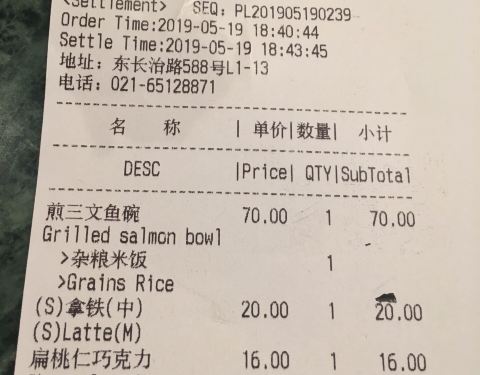 <Settlement> SEQ: PL201905190239
Order Time:2019-05-19 18:40:44
Settle Time:2019-05-19 18:43:45
地址: 东长治路588号L1-13
电话: 021-65128871
名 称 | 单价|数量| 小计
DESC |Price| QTY|SubTotal
煎三文鱼碗 70.00 1 70.00
Grilled salmon bowl
>杂粮米饭 1
>Grains Rice
(S)拿铁(中) 20.00 1 20.00
(S)Latte(M)
扁桃仁巧克力 16.00 1 16.00